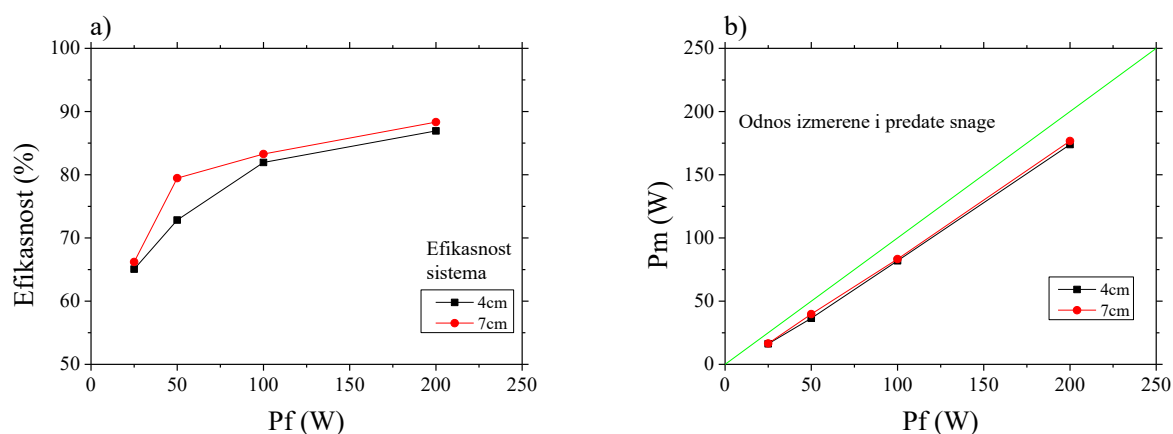 a)
100
90
80
70
60
50
0
50
100
150
200
250
Efikasnost (%)
Pf (W)
Efikasnost
sistema
4cm
7cm
b)
250
200
150
100
50
0
0
50
100
150
200
250
Pm (W)
Pf (W)
Odnos izmerene i predate snage
4cm
7cm